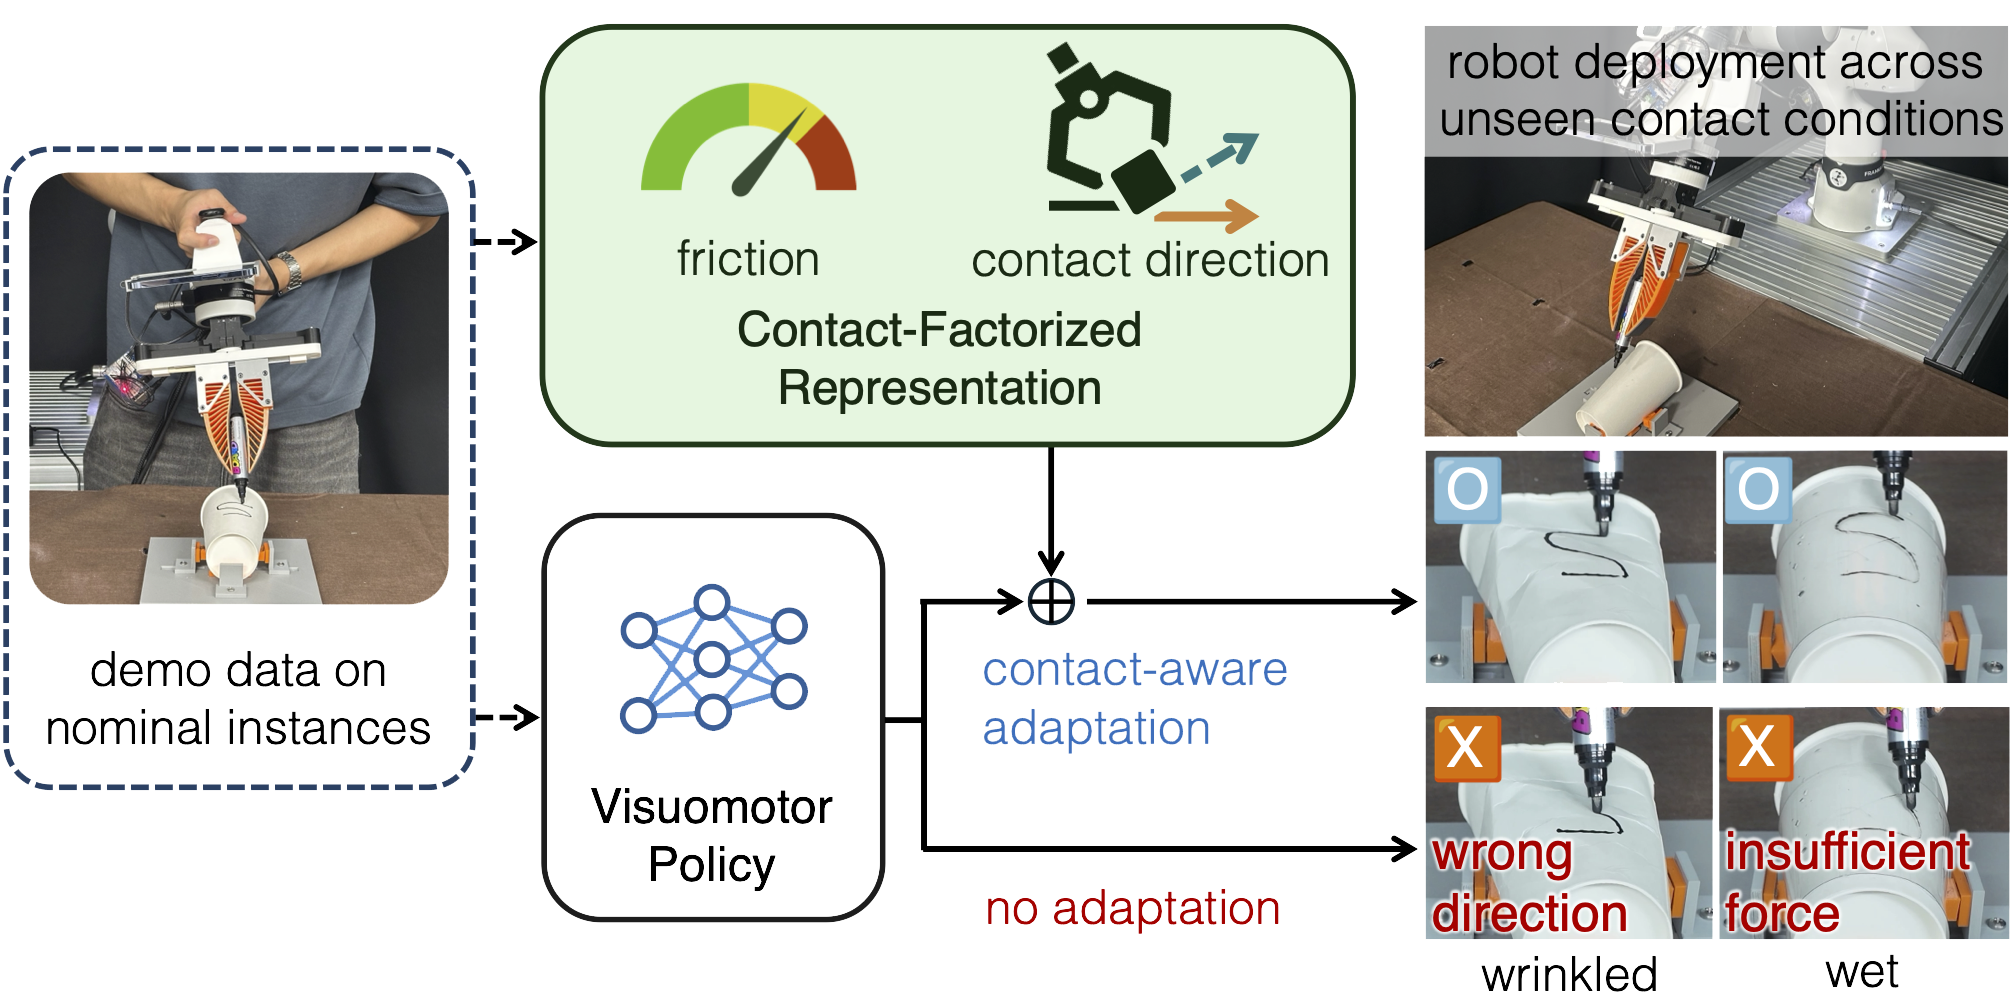 demo data on
nominal instances
friction
contact direction
Contact-Factorized
Representation
Visuomotor
Policy
contact-aware
adaptation
no adaptation
robot deployment across
unseen contact conditions
O
O
X
X
wrong
direction
insufficient
force
wrinkled
wet